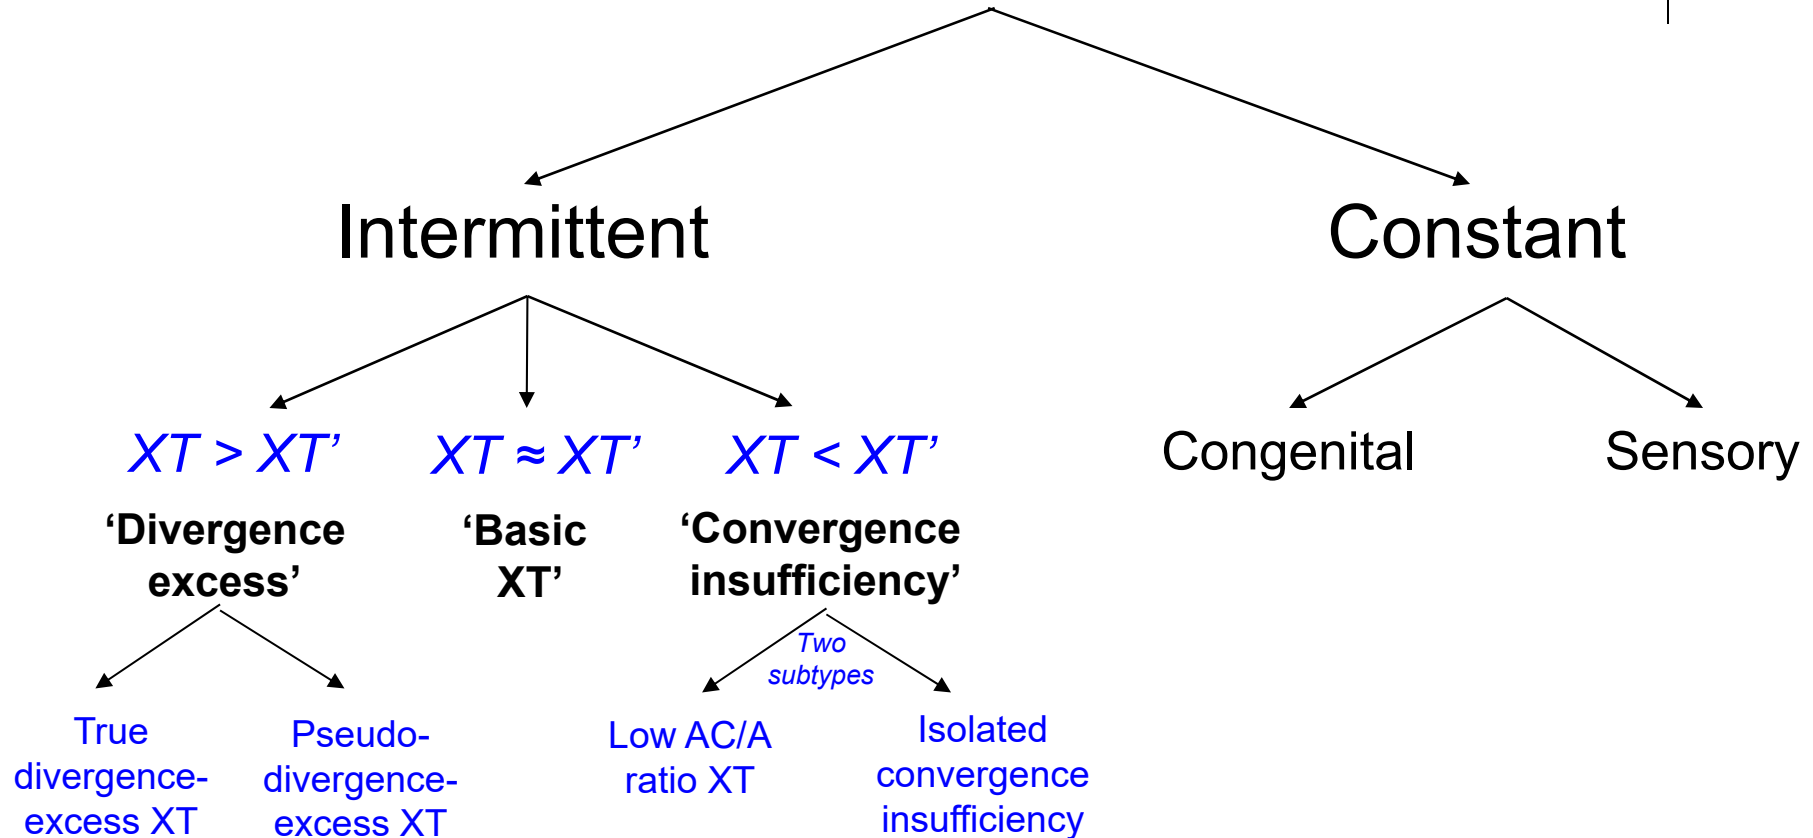 Intermittent
Constant
XT > XT’
XT ≈ XT’
XT < XT’
Congenital
Sensory
‘Divergence
excess’
‘Basic
XT’
‘Convergence
insufficiency’
Two
subtypes
True
divergence-
excess XT
Pseudo-
divergence-
excess XT
Low AC/A
ratio XT
Isolated
convergence
insufficiency